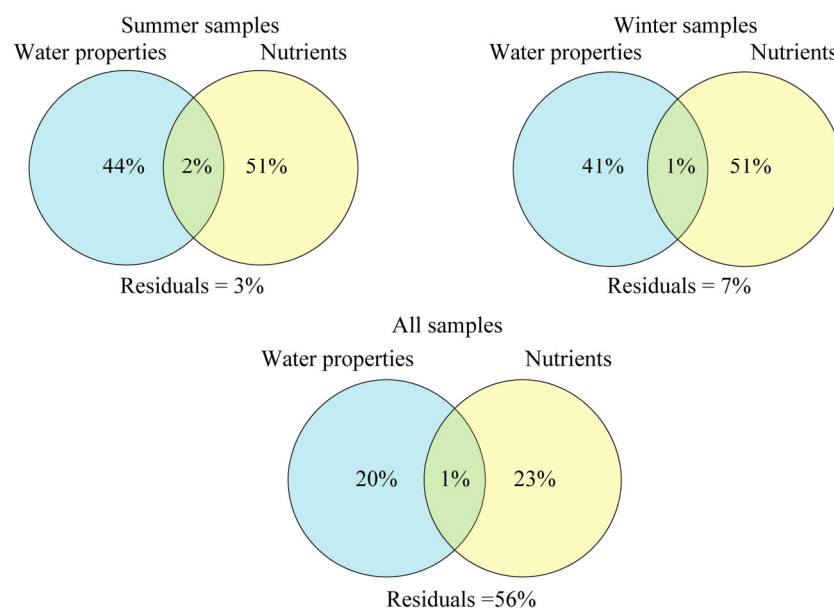 Summer samples
Water properties Nutrients
44% 2% 51%
Residuals = 3%
Winter samples
Water properties Nutrients
41% 1% 51%
Residuals = 7%
All samples
Water properties Nutrients
20% 1% 23%
Residuals =56%